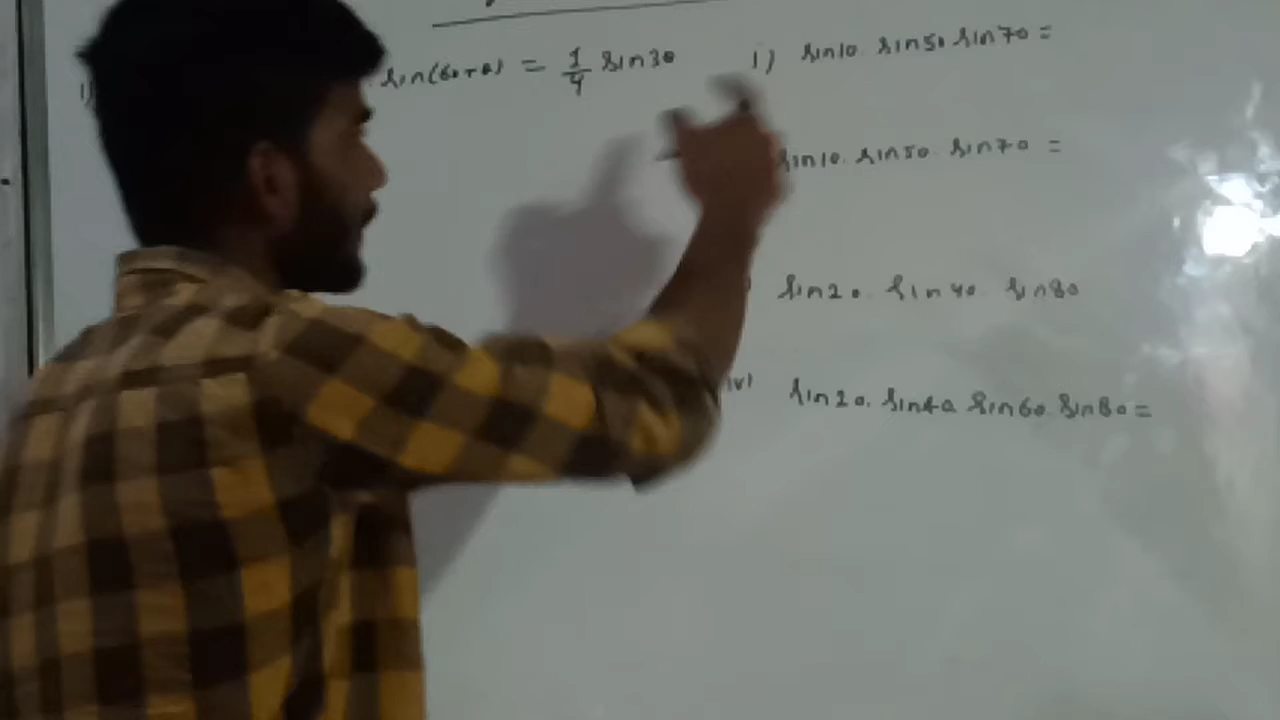 1) . sin(60+θ) = 1/4 sin3θ
i) sin10. sin50 sin70 =
sin10. sin50. sin70 =
sin20. sin40. sin80
iv) sin20. sin40 sin60. sin80 =